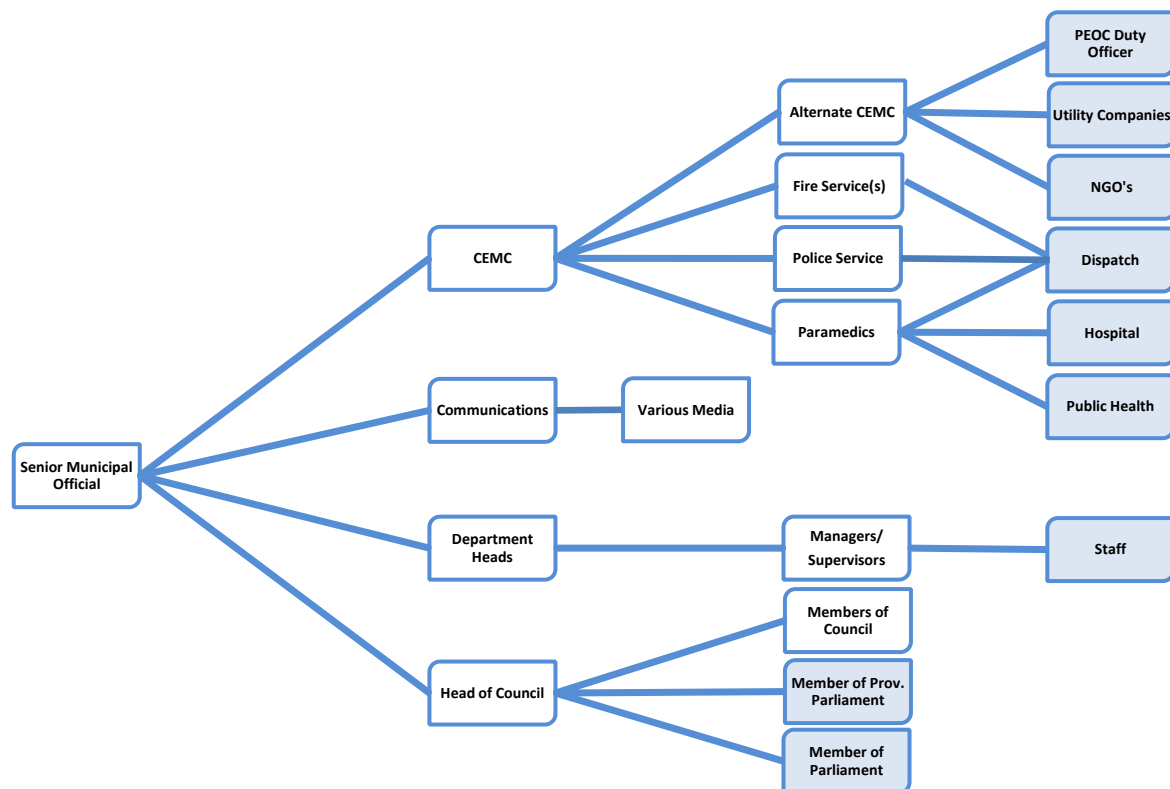 PEOC Duty
Officer
Alternate CEMC
Utility Companies
Fire Service(s)
NGO's
CEMC
Police Service
Dispatch
Paramedics
Hospital
Communications
Various Media
Public Health
Senior Municipal
Official
Department
Heads
Managers/
Supervisors
Staff
Members of
Council
Head of Council
Member of Prov.
Parliament
Member of
Parliament